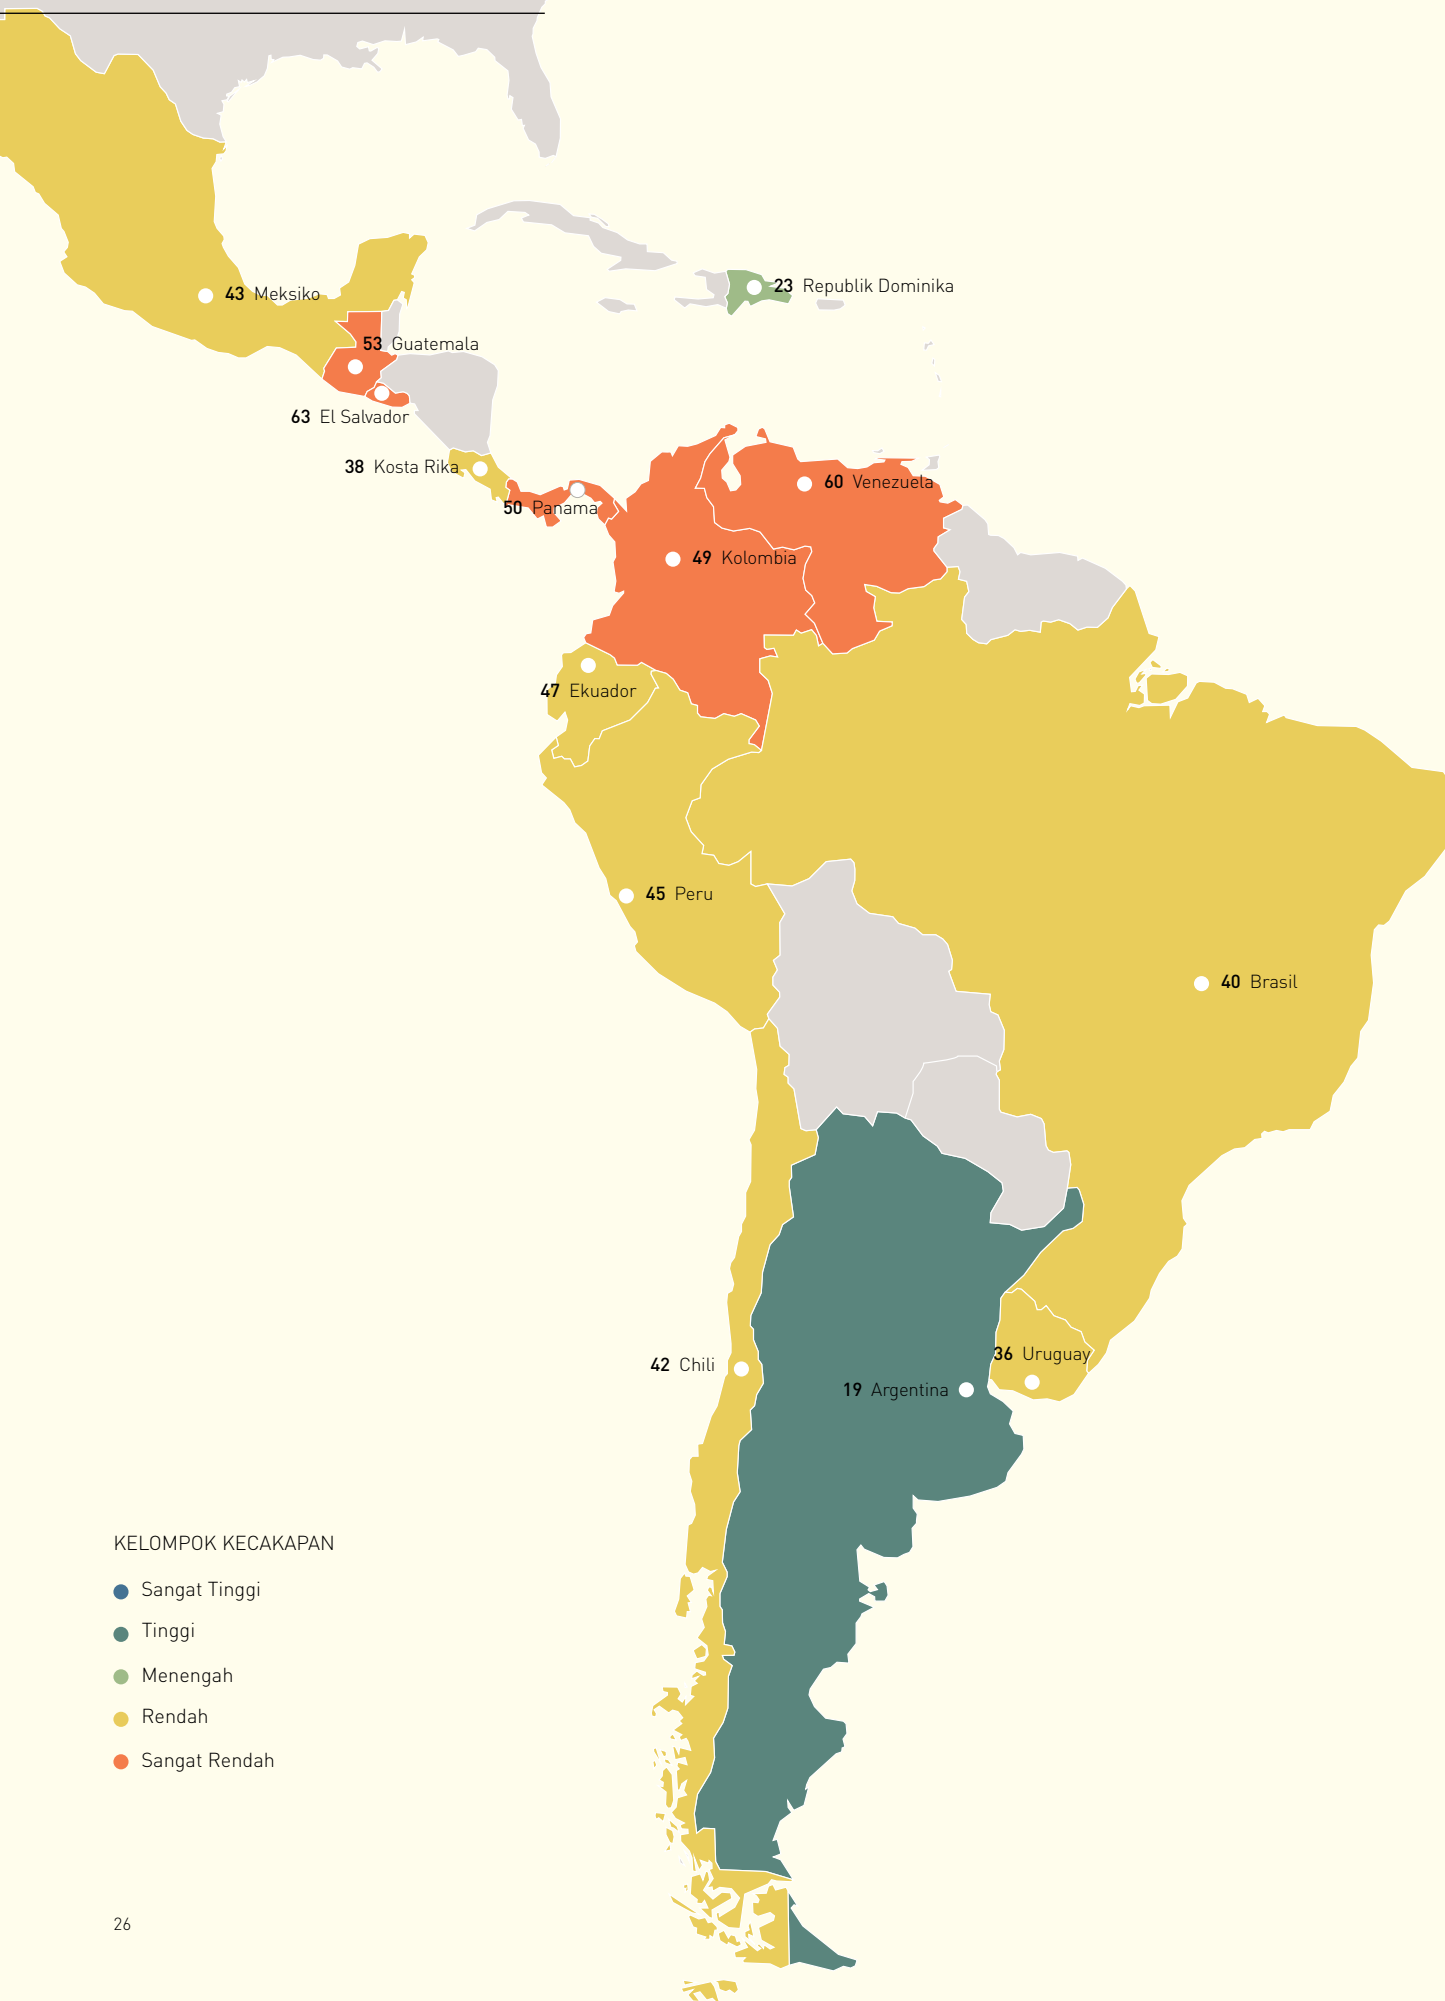 43 Meksiko
23 Republik Dominika
53 Guatemala
63 El Salvador
38 Kosta Rika
60 Venezuela
50 Panama
49 Kolombia
47 Ekuador
45 Peru
40 Brasil
36 Uruguay
42 Chili
19 Argentina
KELOMPOK KECAKAPAN
Sangat Tinggi
Tinggi
Menengah
Rendah
Sangat Rendah
26